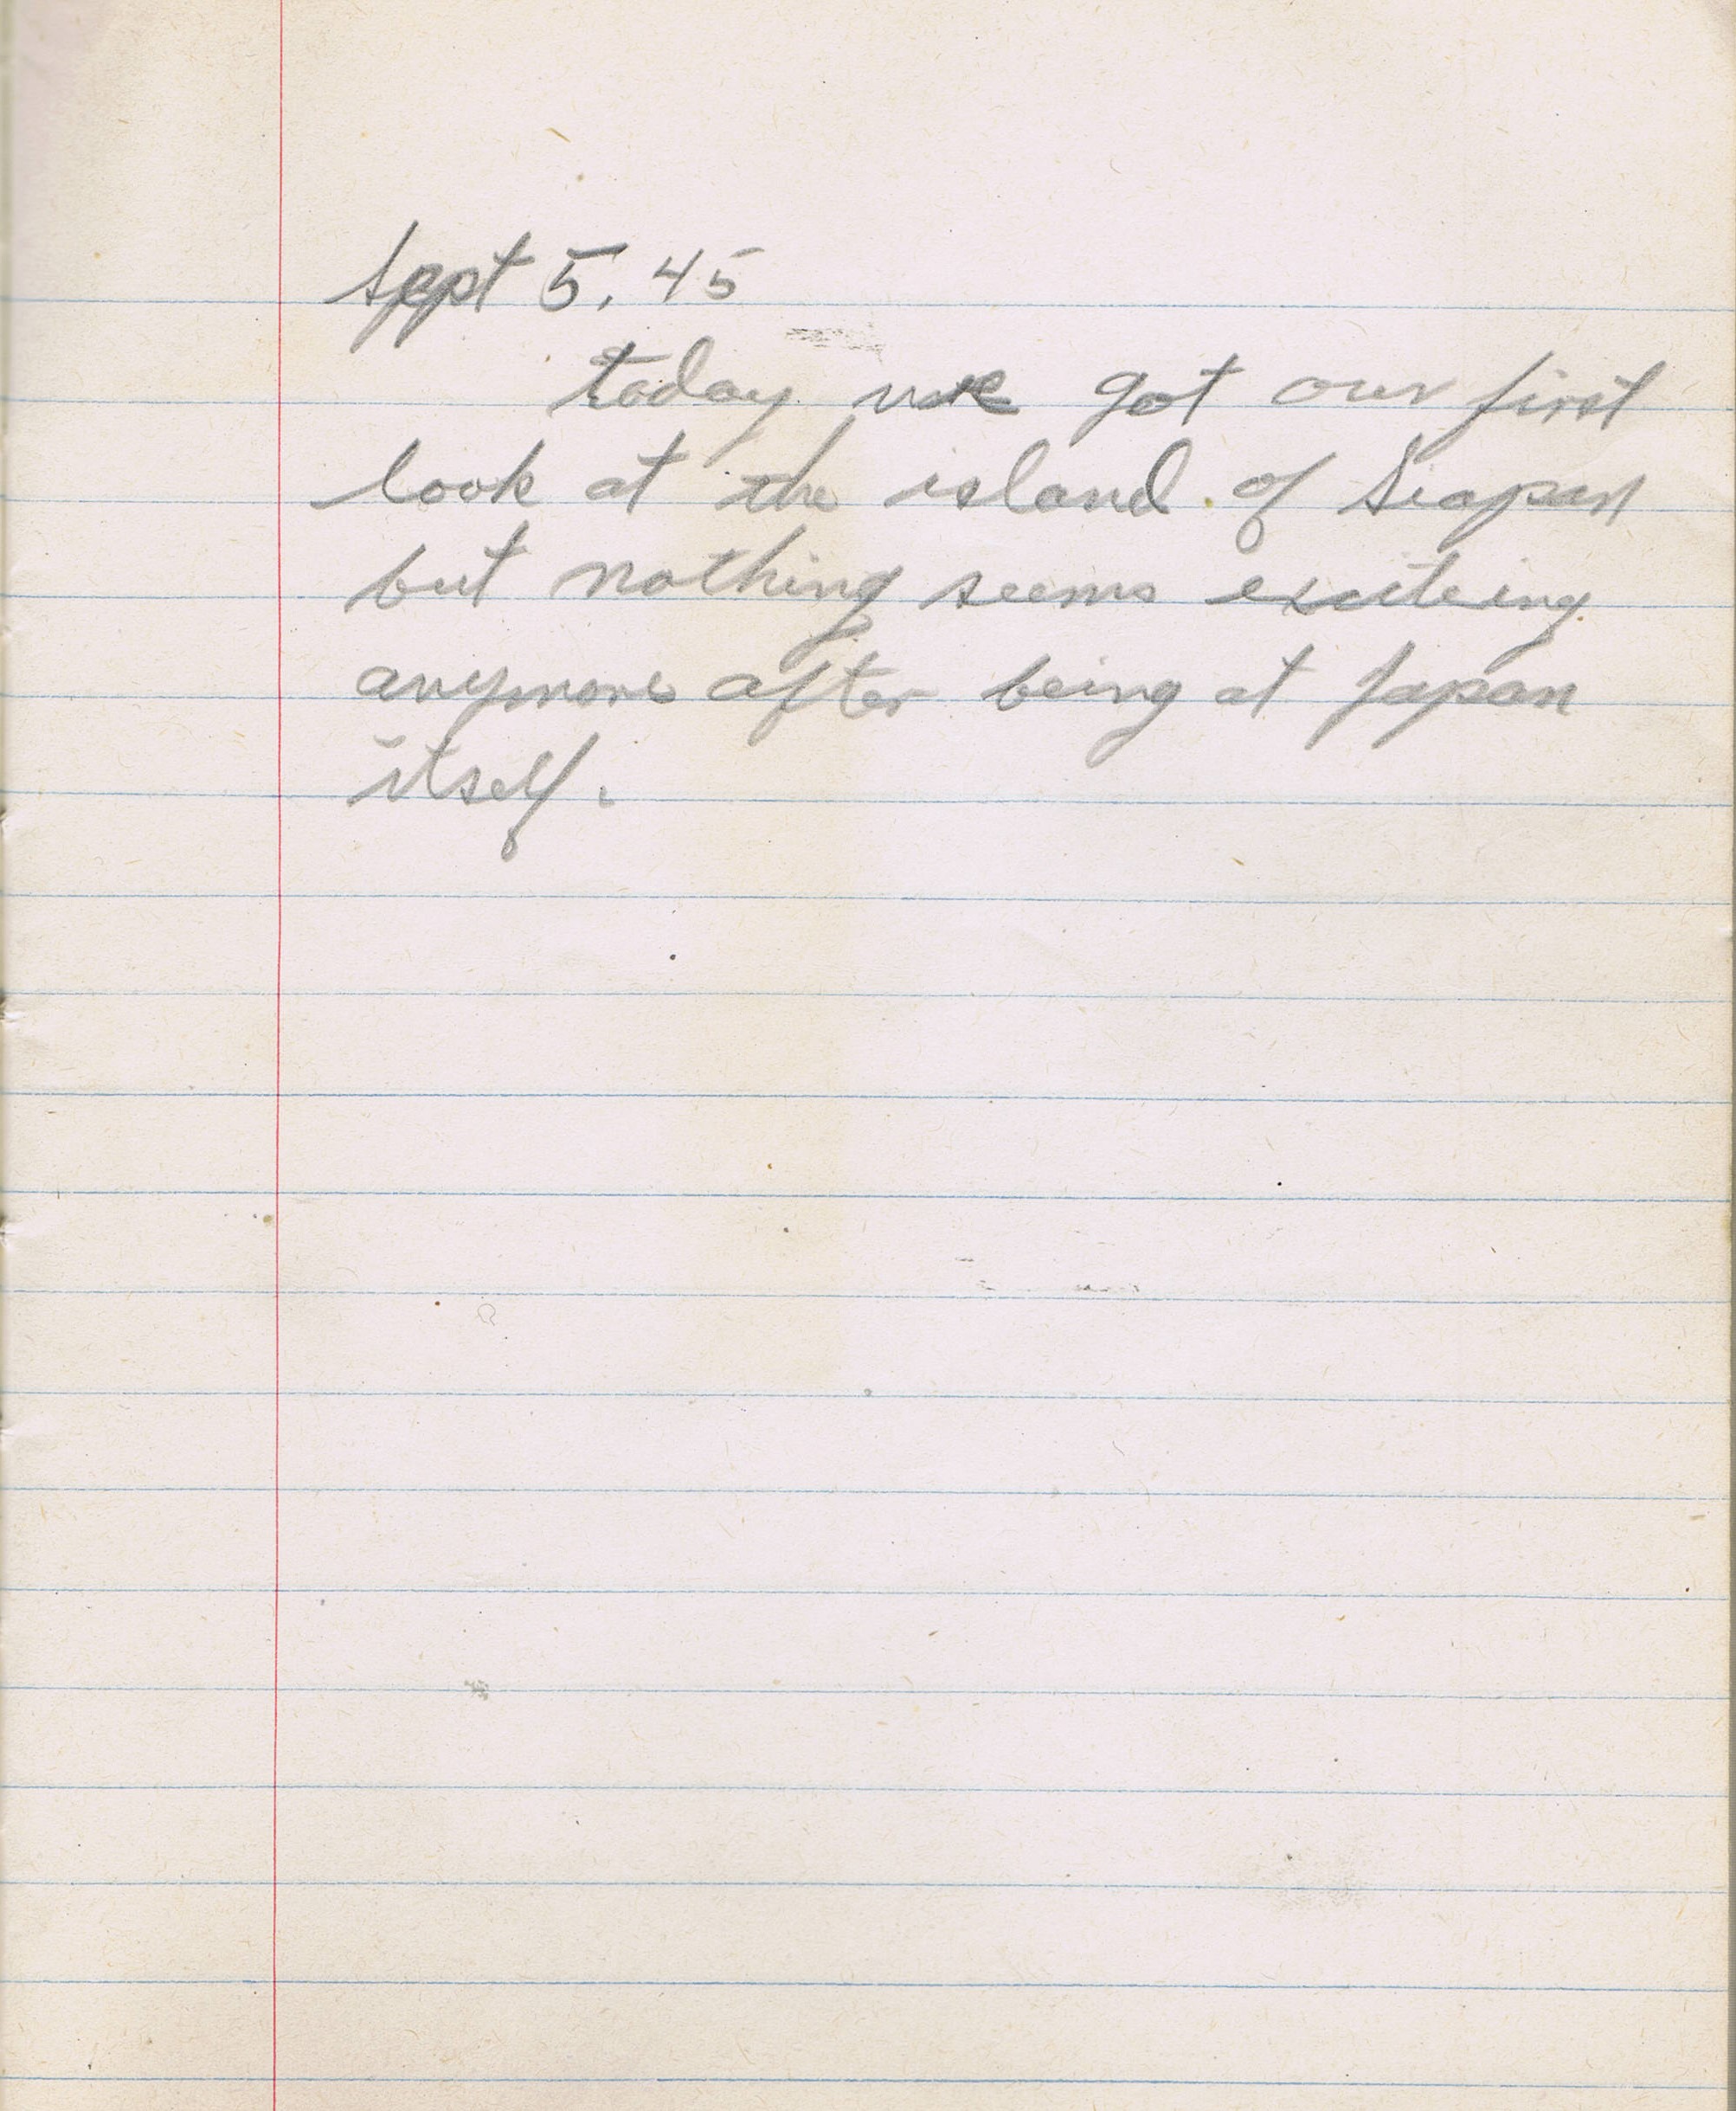 Sept 5, 45
today we got our first
look at the island of Siapan
but nothing seems exciteing
anymore after being at Japan
itself.